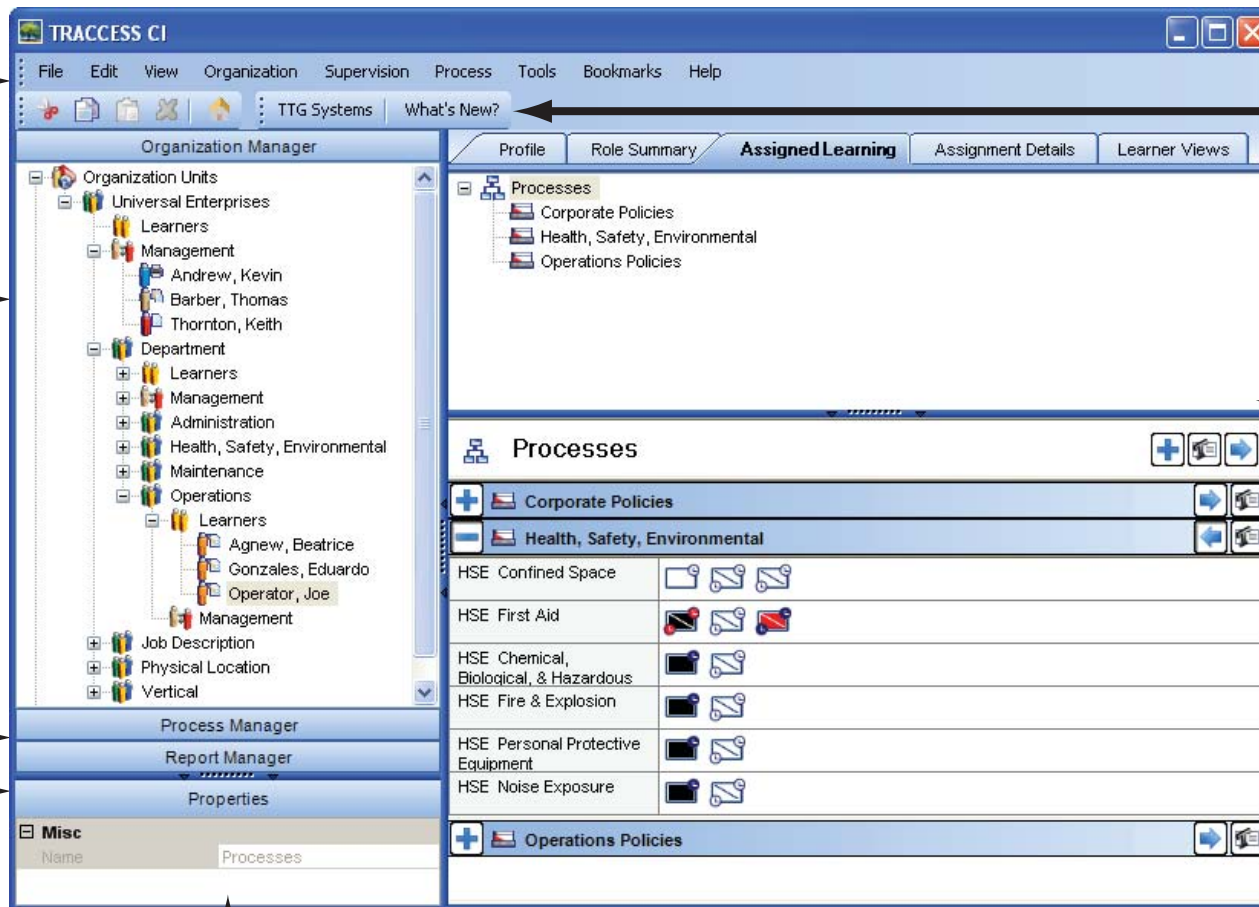 TRACCESS CI
File Edit View Organization Supervision Process Tools Bookmarks Help
TTG Systems What's New?
Organization Manager
Organization Units
Universal Enterprises
Learners
Management
Andrew, Kevin
Barber, Thomas
Thornton, Keith
Department
Learners
Management
Administration
Health, Safety, Environmental
Maintenance
Operations
Learners
Agnew, Beatrice
Gonzales, Eduardo
Operator, Joe
Management
Job Description
Physical Location
Vertical
Process Manager
Report Manager
Properties
Misc
Name Processes
Profile Role Summary Assigned Learning Assignment Details Learner Views
Processes
Corporate Policies
Health, Safety, Environmental
Operations Policies
Processes
Corporate Policies
Health, Safety, Environmental
HSE Confined Space
HSE First Aid
HSE Chemical,
Biological, & Hazardous
HSE Fire & Explosion
HSE Personal Protective
Equipment
HSE Noise Exposure
Operations Policies